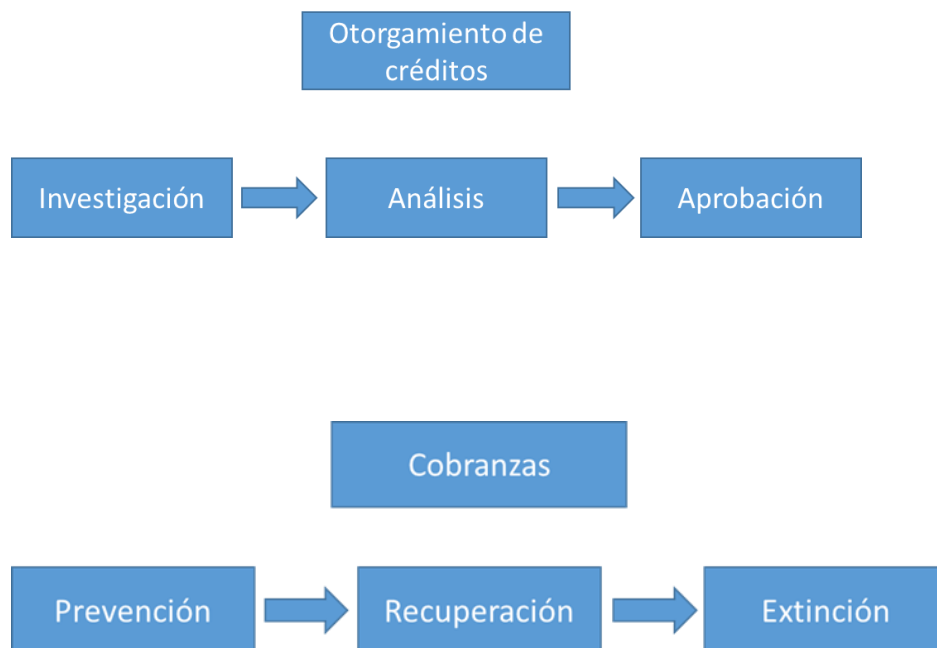 Otorgamiento de
créditos
Investigación
Análisis
Aprobación
Cobranzas
Prevención
Recuperación
Extinción